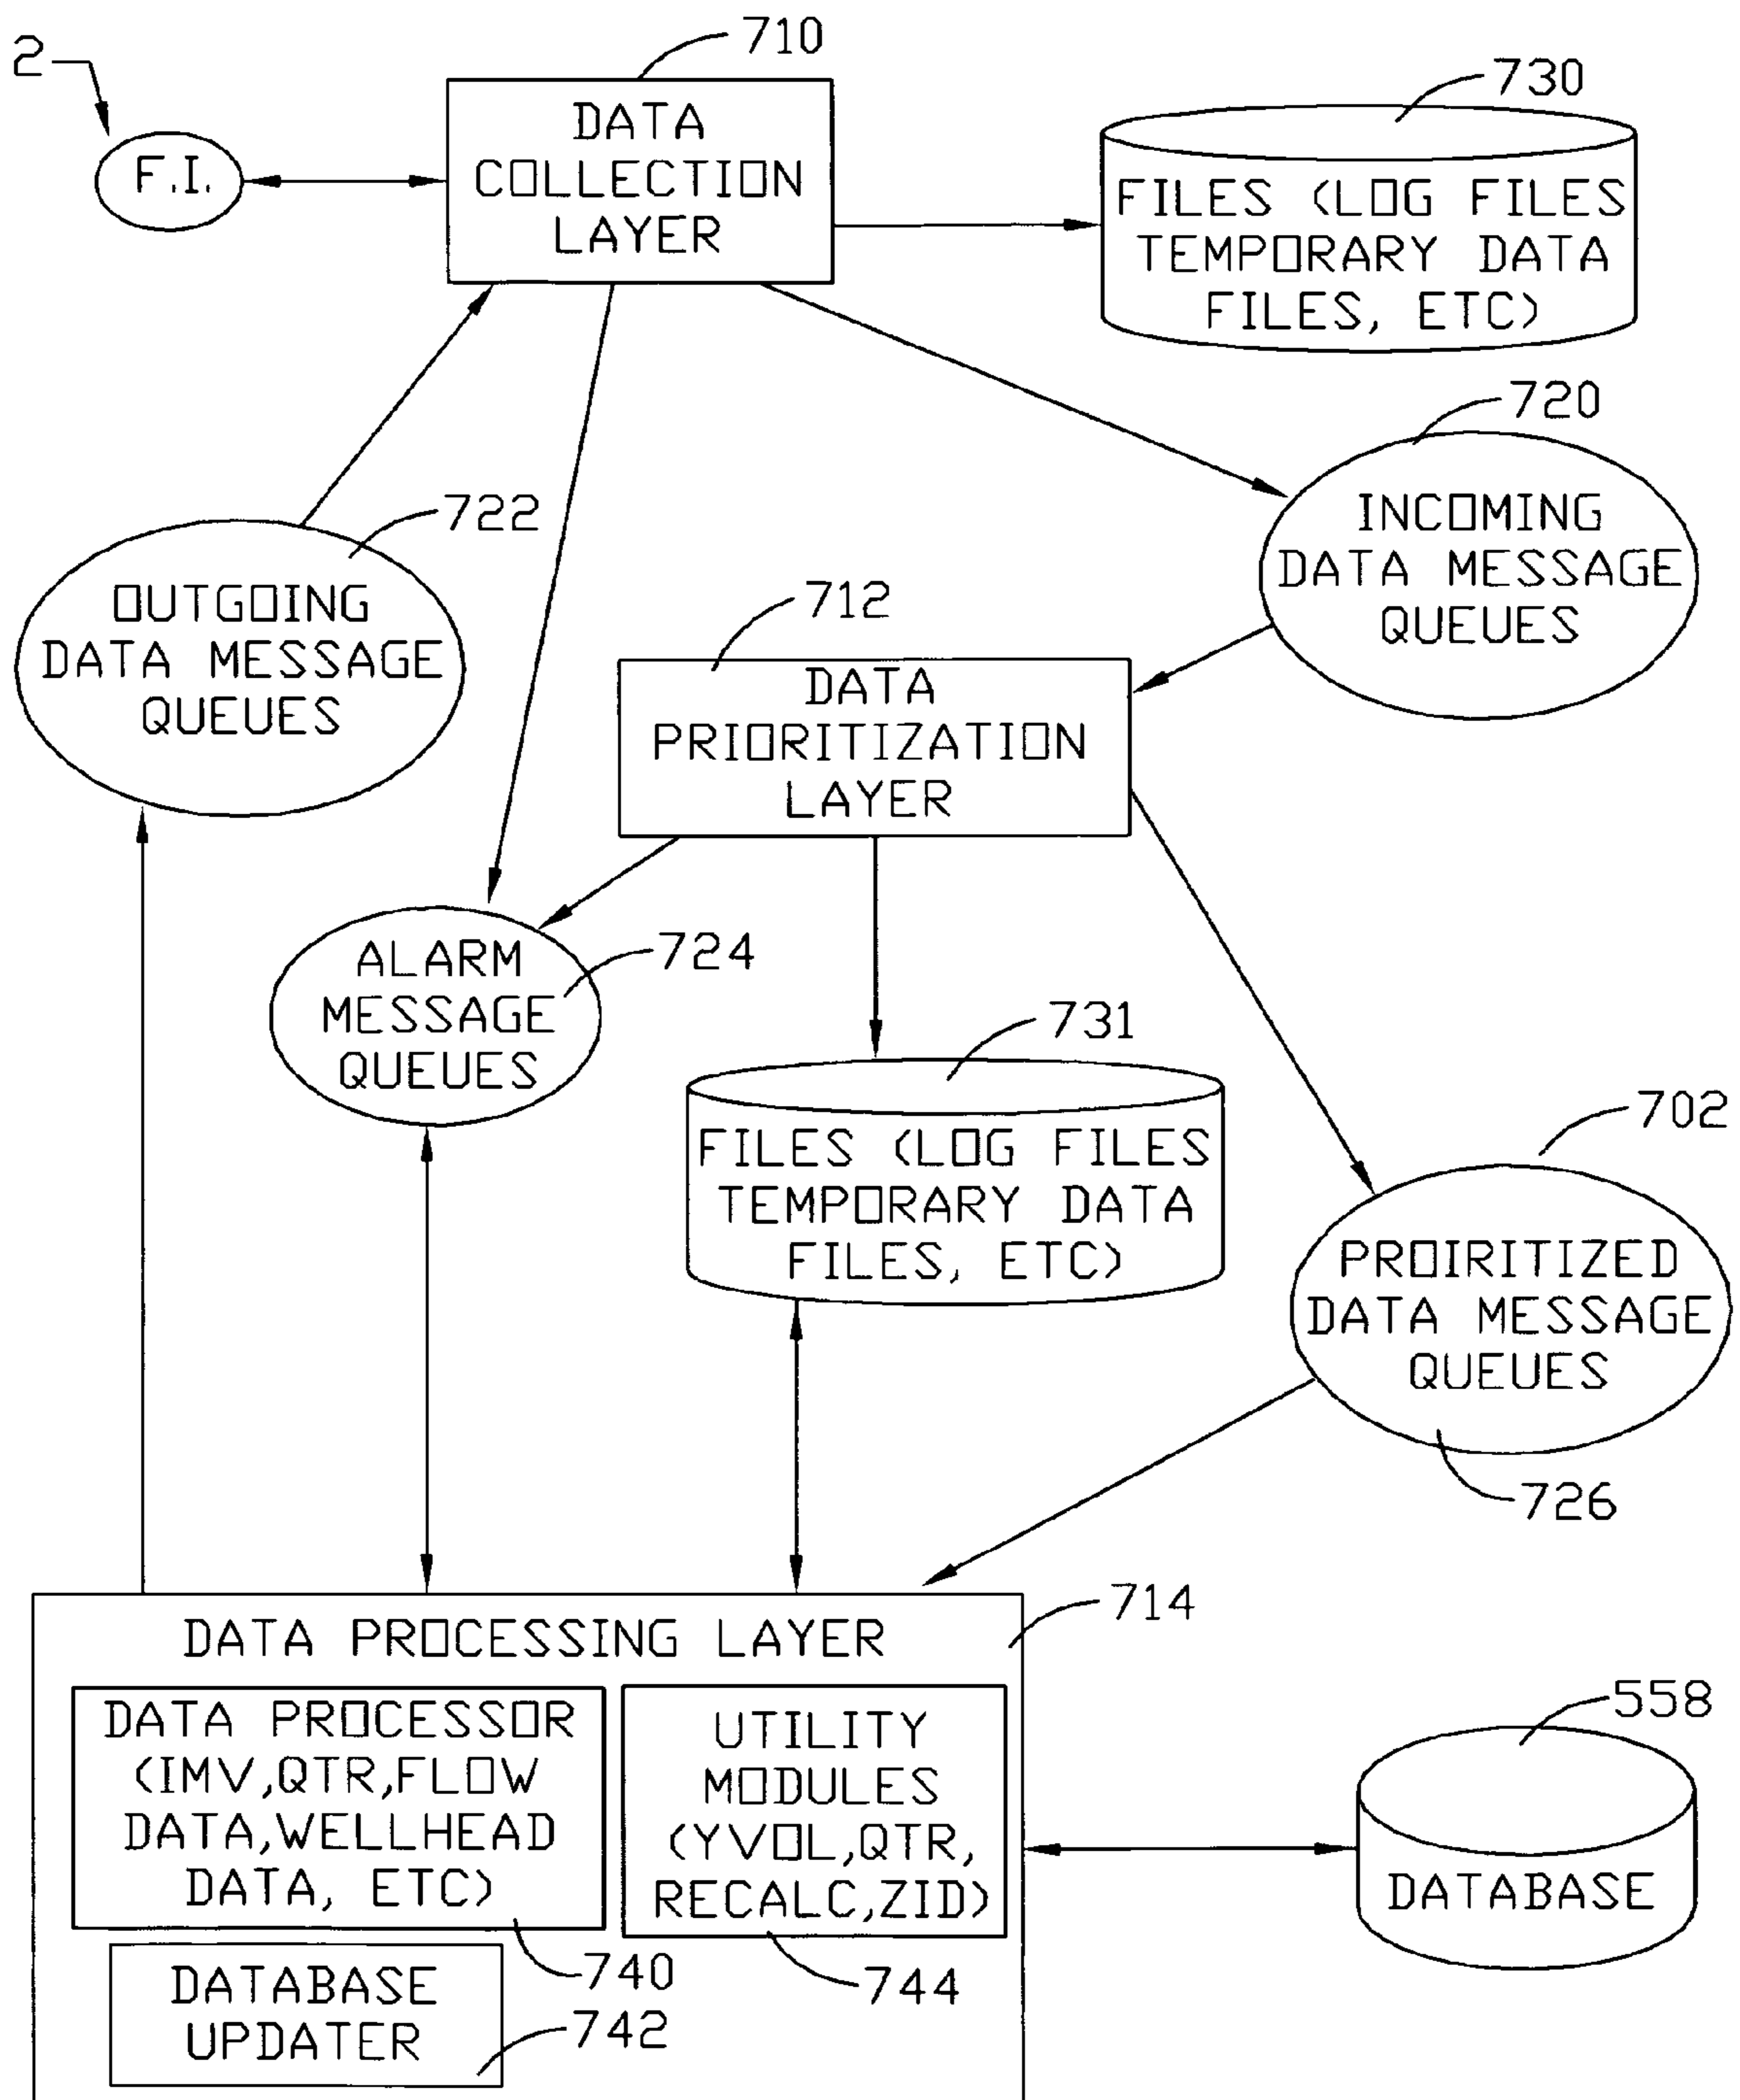 710
2
F.I.
DATA
COLLECTION
LAYER
730
FILES (LOG FILES
TEMPORARY DATA
FILES, ETC)
720
INCOMING
DATA MESSAGE
QUEUES
722
OUTGOING
DATA MESSAGE
QUEUES
712
DATA
PRIORITIZATION
LAYER
724
ALARM
MESSAGE
QUEUES
731
FILES (LOG FILES
TEMPORARY DATA
FILES, ETC)
702
PROIRITIZED
DATA MESSAGE
QUEUES
726
714
DATA PROCESSING LAYER
DATA PROCESSOR
(IMV,QTR,FLOW
DATA,WELLHEAD
DATA, ETC)
740
UTILITY
MODULES
(YVOL,QTR,
RECALC,ZID)
744
DATABASE
UPDATER
742
558
DATABASE